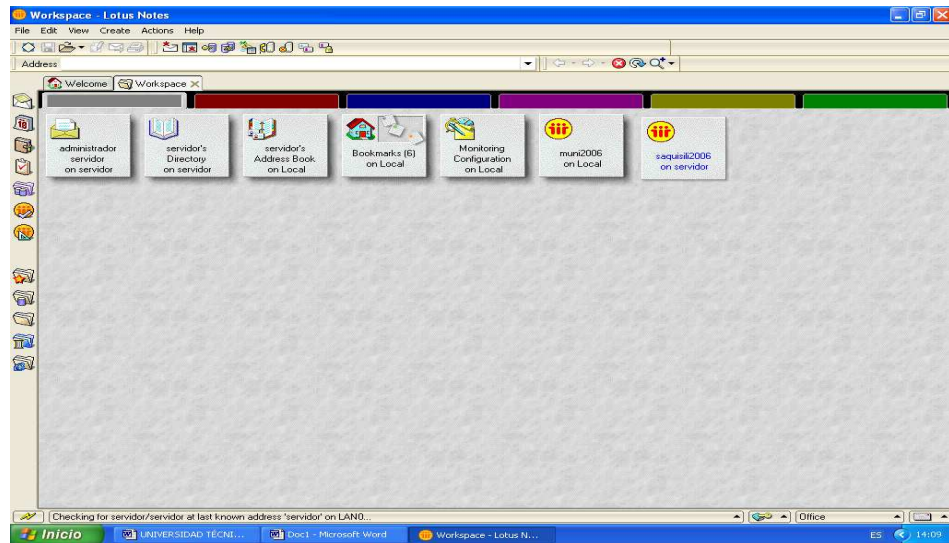 Workspace - Lotus Notes
File Edit View Create Actions Help
Address
Welcome
Workspace
administrador
servidor
on servidor
servidor's
Directory
on servidor
servidor's
Address Book
on Local
Bookmarks (6)
on Local
Monitoring
Configuration
on Local
muni2006
on Local
saquisili2006
on servidor
Checking for servidor/servidor at last known address 'servidor' on LAN0...
Office
Inicio
UNIVERSIDAD TÉCNI...
Doc1 - Microsoft Word
Workspace - Lotus N...
ES
14:09